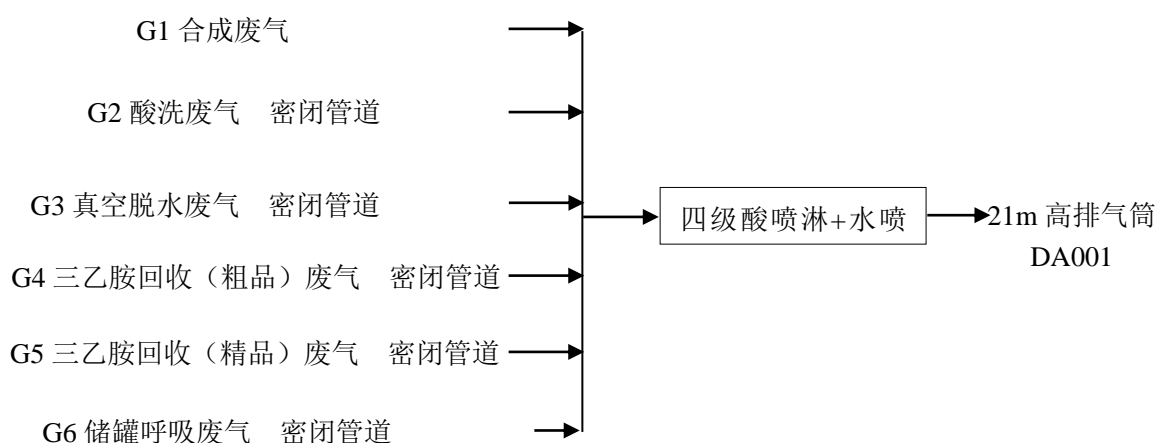 G1 合成废气
G2 酸洗废气 密闭管道
G3 真空脱水废气 密闭管道
四级酸喷淋+水喷
21m 高排气筒
DA001
G4 三乙胺回收（粗品）废气 密闭管道
G5 三乙胺回收（精品）废气 密闭管道
G6 储罐呼吸废气 密闭管道